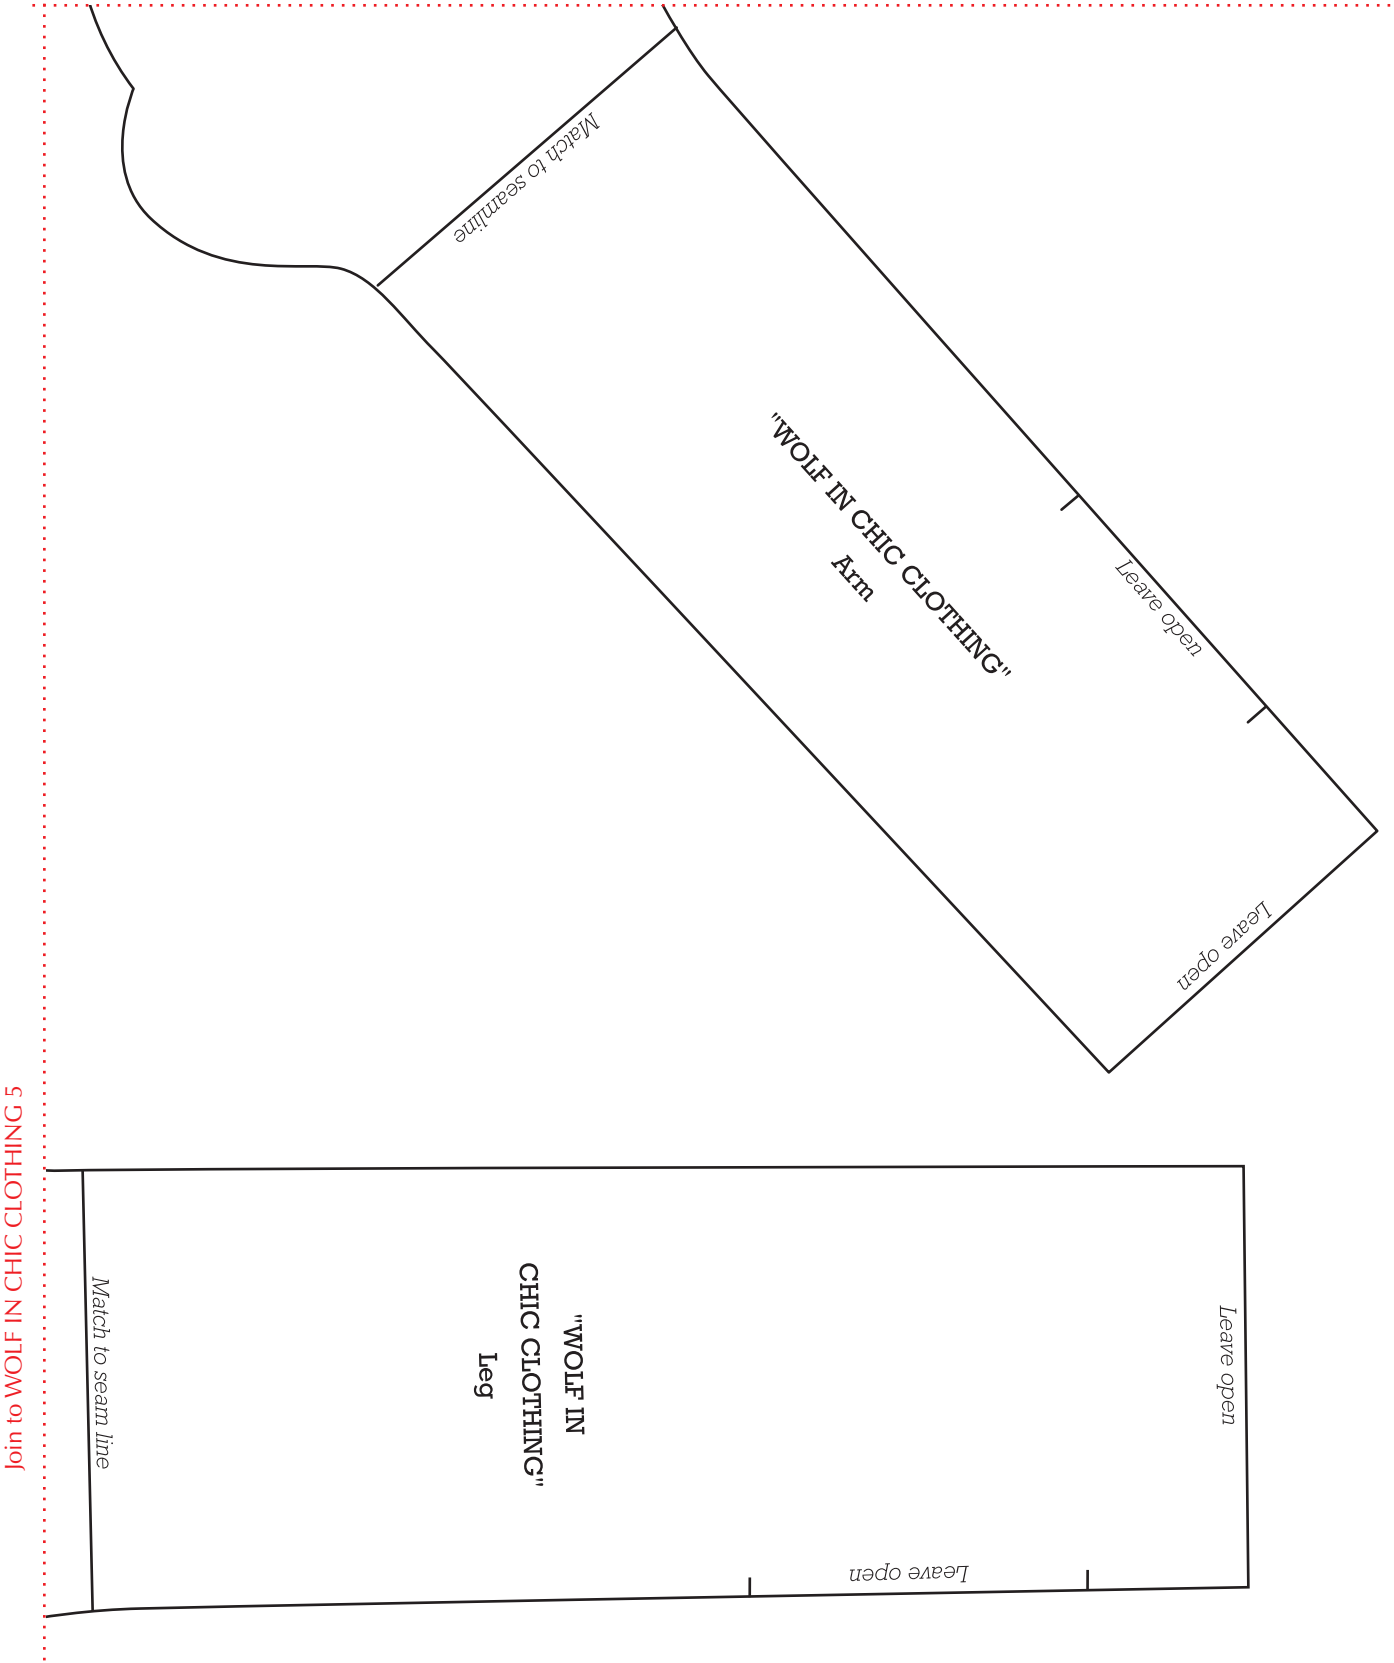 Match to seamline
"WOLF IN CHIC CLOTHING"
Arm
Leave open
Leave open
Join to WOLF IN CHIC CLOTHING 5
Match to seam line
"WOLF IN
CHIC CLOTHING"
Leg
Leave open
Leave open